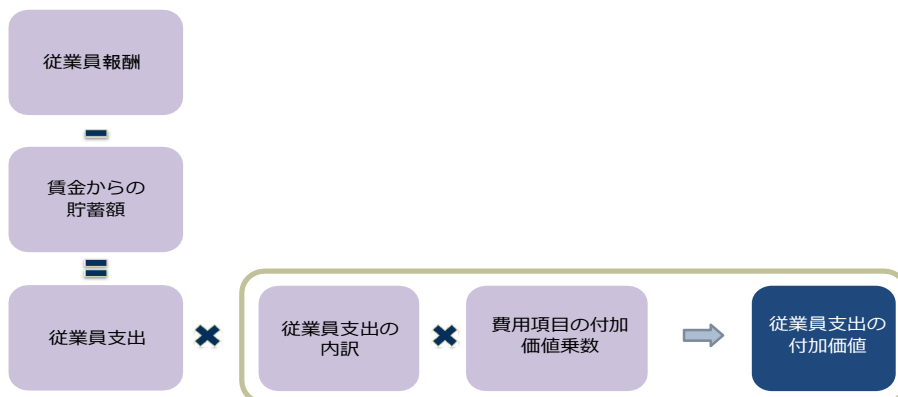 従業員報酬
賃金からの
貯蓄額
従業員支出
従業員支出の
内訳
費用項目の付加
価値乗数
従業員支出の
付加価値